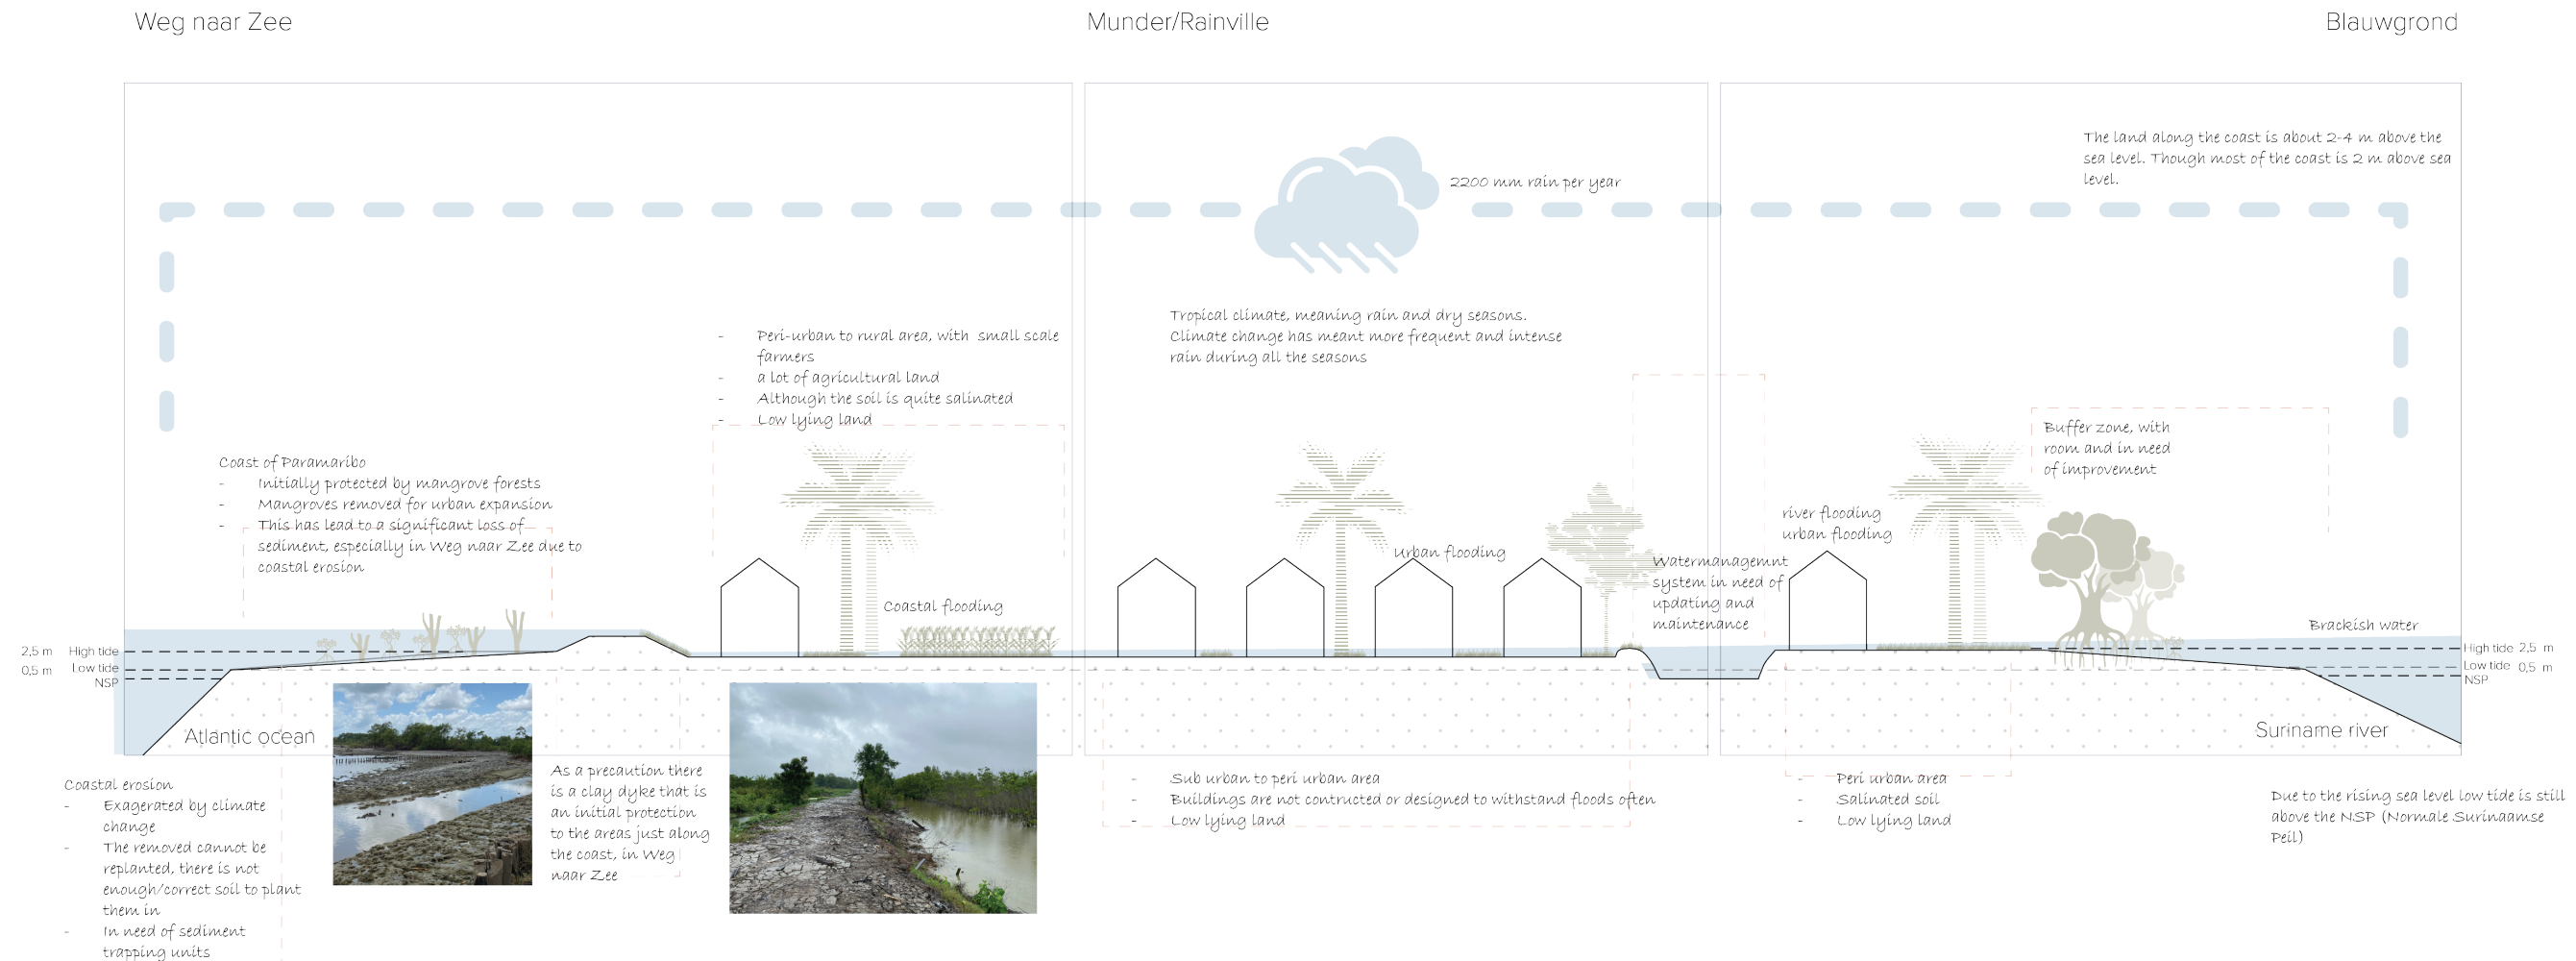 Weg naar Zee
Munder/Rainville
Blauwgrond
The land along the coast is about 2-4 m above the
sea level. Though most of the coast is 2 m above sea
level.
2200 mm rain per year
Tropical climate, meaning rain and dry seasons.
Climate change has meant more frequent and intense
rain during all the seasons
- Peri-urban to rural area, with small scale
farmers
- a lot of agricultural land
- Although the soil is quite salinated
- Low lying land
Coast of Paramaribo
- Initially protected by mangrove forests
- Mangroves removed for urban expansion
- This has lead to a significant loss of
sediment, especially in Weg naar Zee due to
coastal erosion
Buffer zone, with
room and in need
of improvement
river flooding
urban flooding
Urban flooding
Watermanagemnt
system in need of
updating and
maintenance
Coastal flooding
Brackish water
2,5 m High tide
0,5 m Low tide
NSP
High tide 2,5 m
Low tide 0,5 m
NSP
Atlantic ocean
Suriname river
Coastal erosion
- Exagerated by climate
change
- The removed cannot be
replanted, there is not
enough/correct soil to plant
them in
- In need of sediment
trapping units
As a precaution there
is a clay dyke that is
an initial protection
to the areas just along
the coast, in Weg
naar Zee
- Sub urban to peri urban area
- Buildings are not contructed or designed to withstand floods often
- Low lying land
- Peri urban area
- Salinated soil
- Low lying land
Due to the rising sea level low tide is still
above the NSP (Normale Surinaamse
Peil)